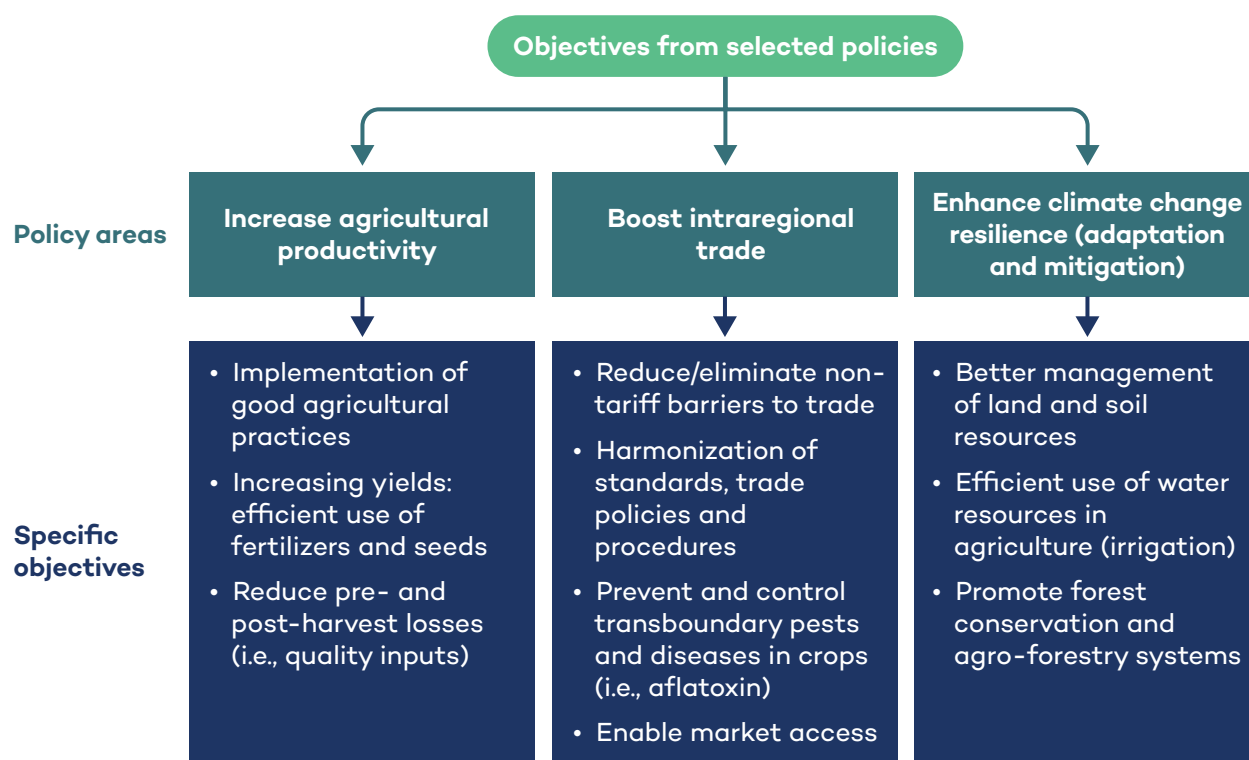 Objectives from selected policies
Policy areas
Increase agricultural
productivity
Boost intraregional
trade
Enhance climate change
resilience (adaptation
and mitigation)
Specific
objectives
• Implementation of
good agricultural
practices
• Increasing yields:
efficient use of
fertilizers and seeds
• Reduce pre- and
post-harvest losses
(i.e., quality inputs)
• Reduce/eliminate non-
tariff barriers to trade
• Harmonization of
standards, trade
policies and
procedures
• Prevent and control
transboundary pests
and diseases in crops
(i.e., aflatoxin)
• Enable market access
• Better management
of land and soil
resources
• Efficient use of water
resources in
agriculture (irrigation)
• Promote forest
conservation and
agro-forestry systems